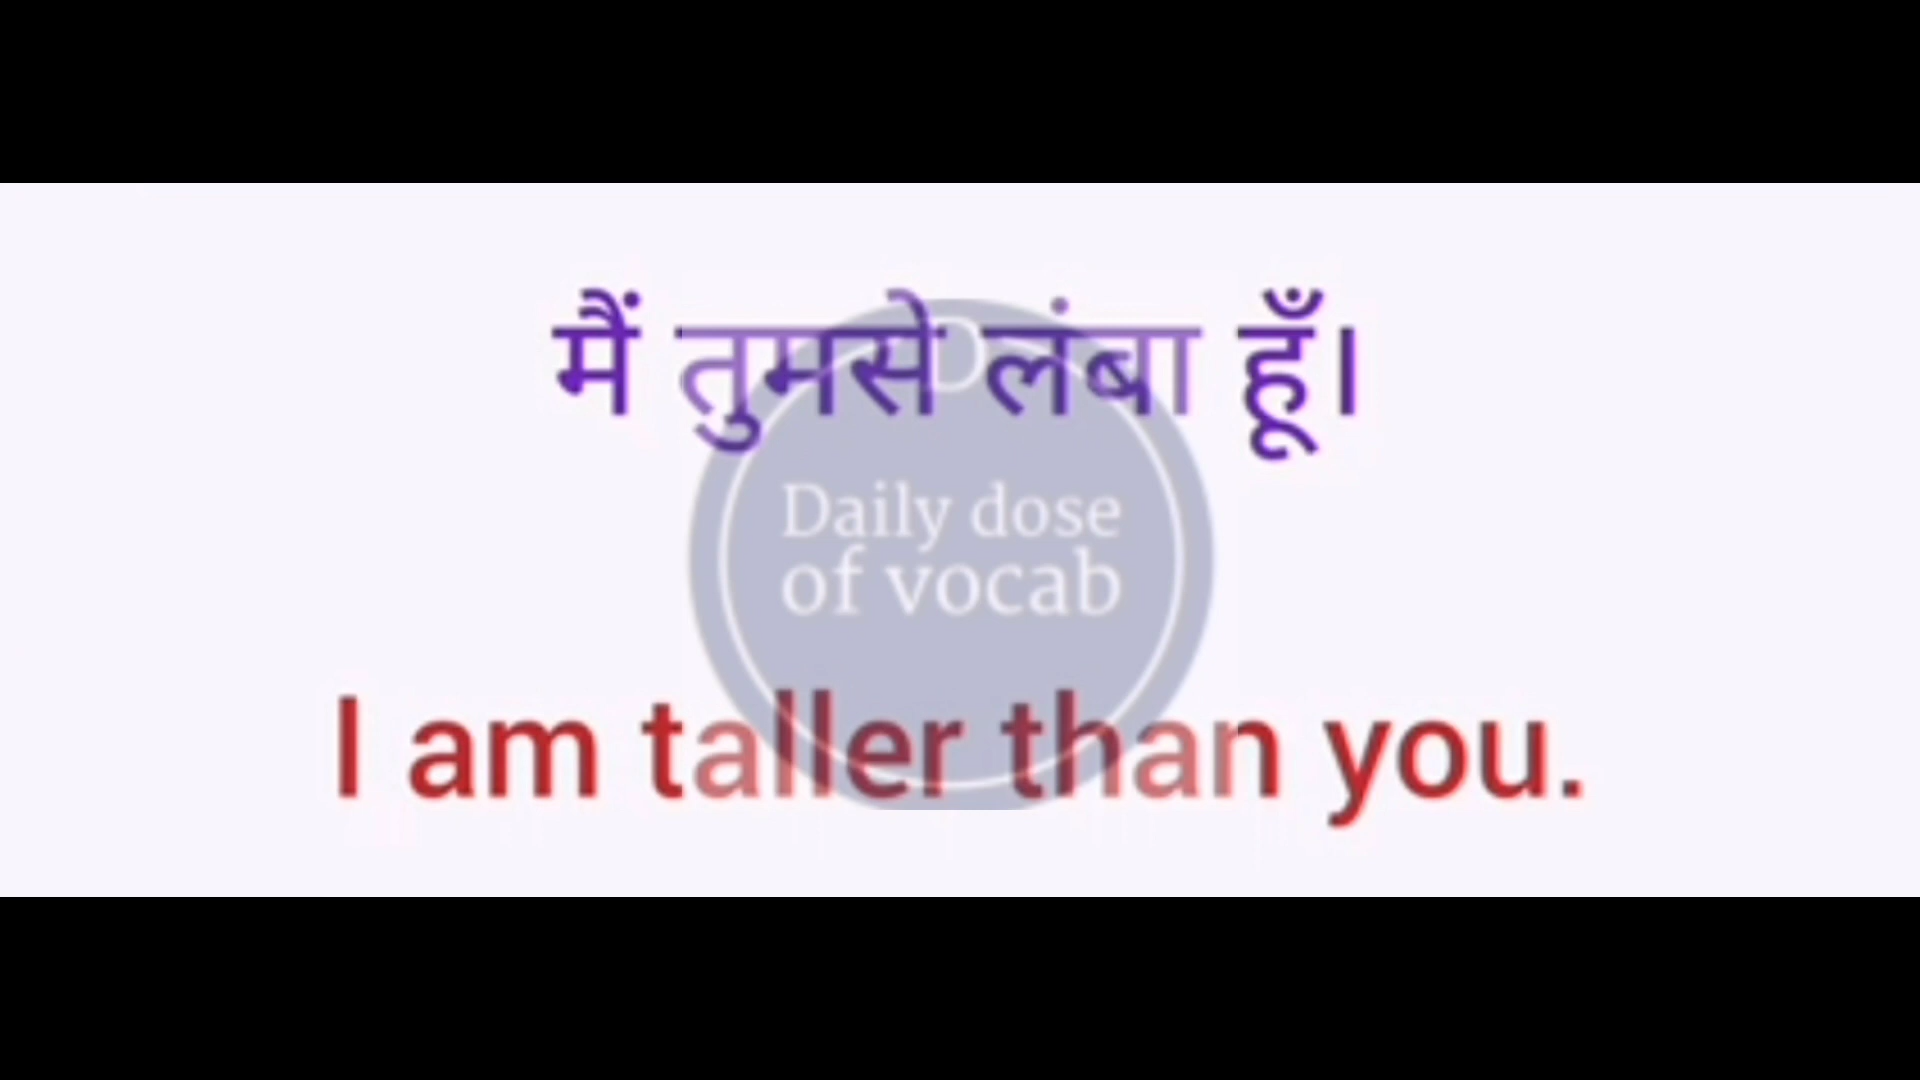 मैं तुमसे लंबा हूँ।
D
Daily dose
of vocab
I am taller than you.